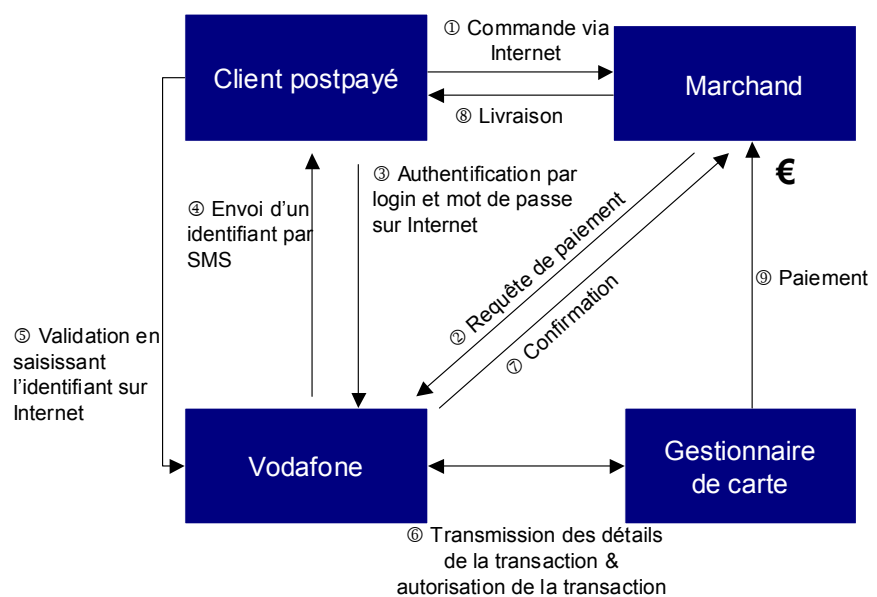 ① Commande via
Internet
Client postpayé
Marchand
⑧ Livraison
③ Authentification par
login et mot de passe
sur Internet
€
④ Envoi d’un
identifiant par
SMS
② Requête de paiement
⑦ Confirmation
⑨ Paiement
⑤ Validation en
saisissant
l’identifiant sur
Internet
Vodafone
Gestionnaire
de carte
⑥ Transmission des détails
de la transaction &
autorisation de la transaction